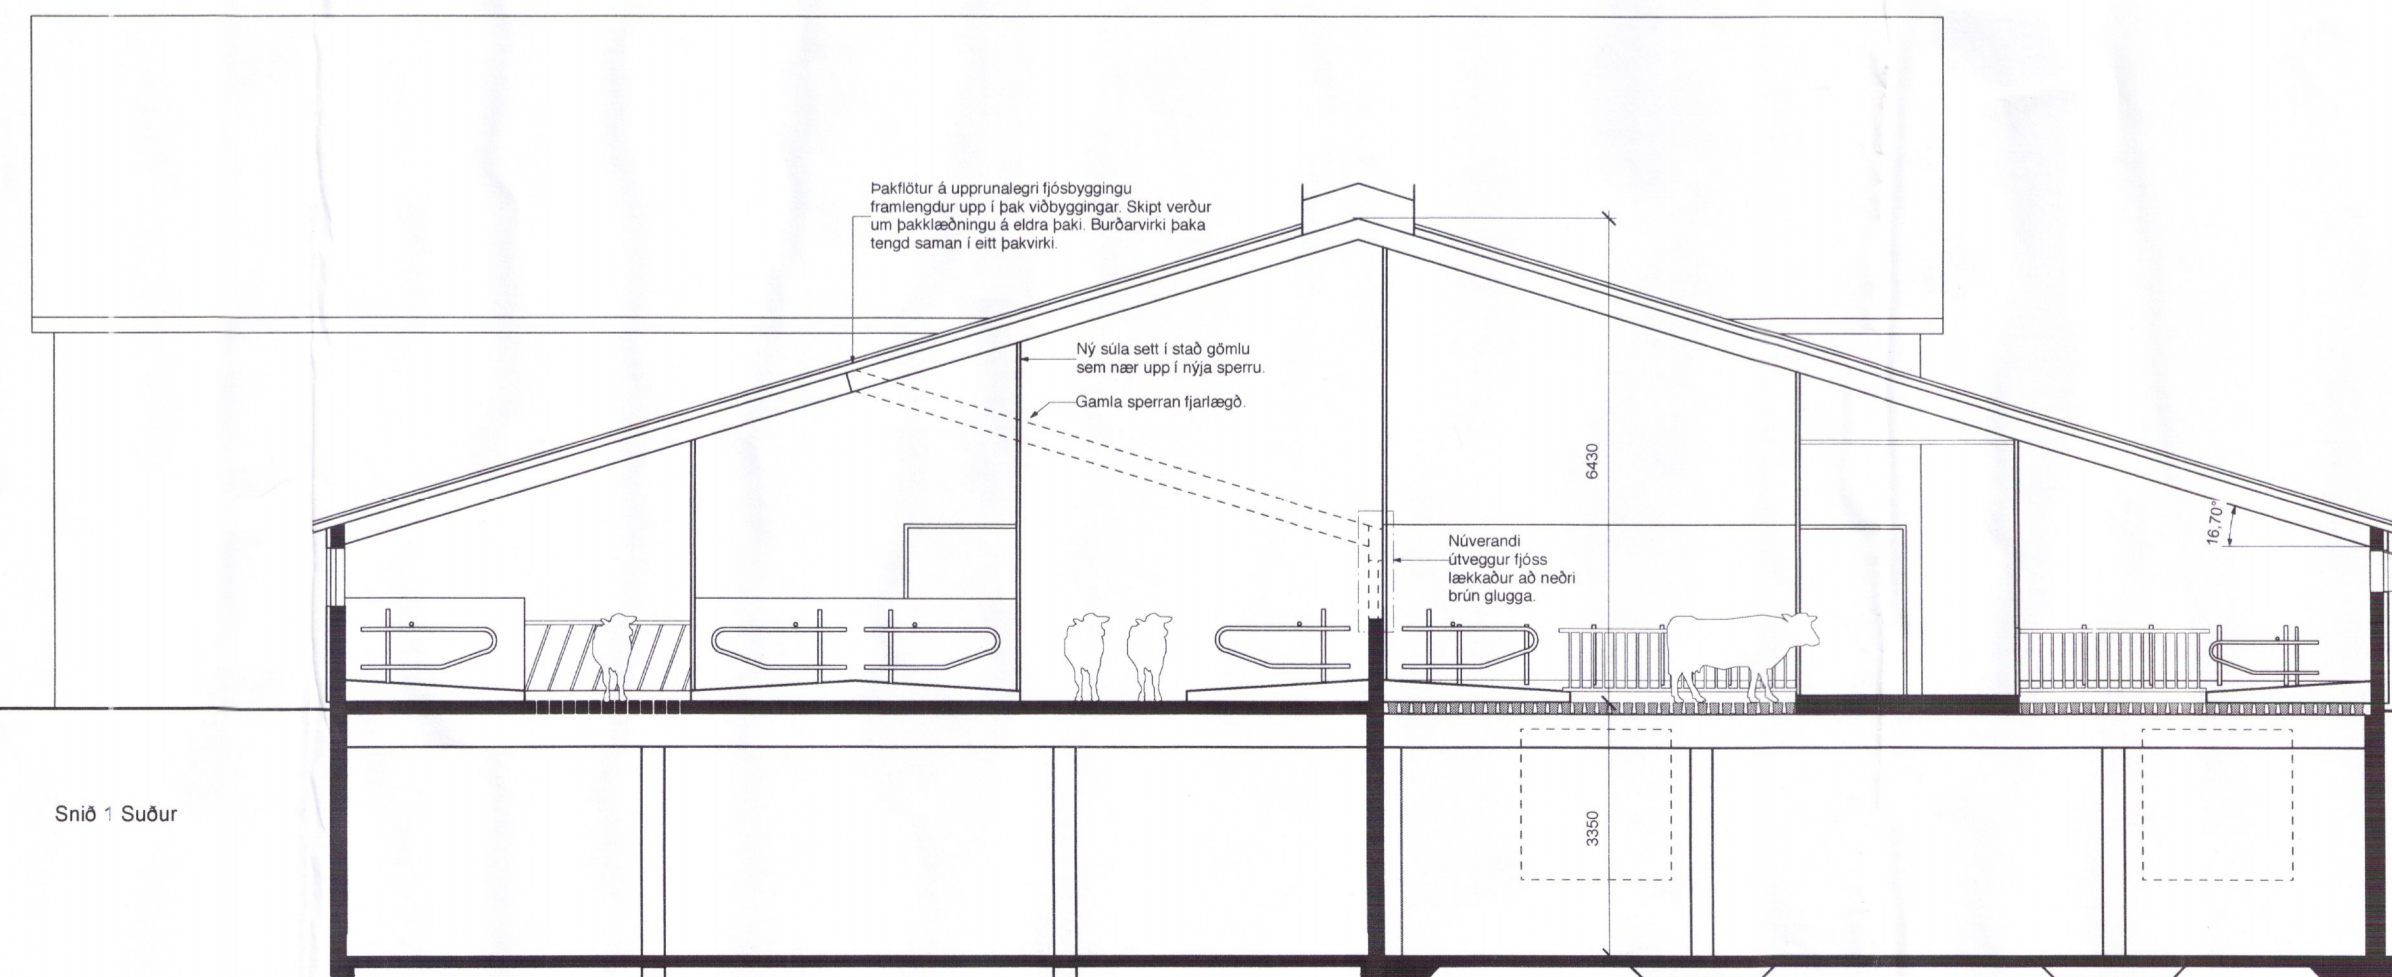 Þakflötur á upprunalegri fjósbyggingu
framlengdur upp í þak viðbyggingar. Skipt verður
um þakklæðningu á eldra þaki. Burðarvirki þaka
tengd saman í eitt þakvirki.
Ný súla sett í stað gömlu
sem nær upp í nýja sperru.
Gamla sperran fjarlægð.
6430
16,70°
Núverandi
útveggur fjóss
lækkaður að neðri
brún glugga.
Snið 1 Suður
3350